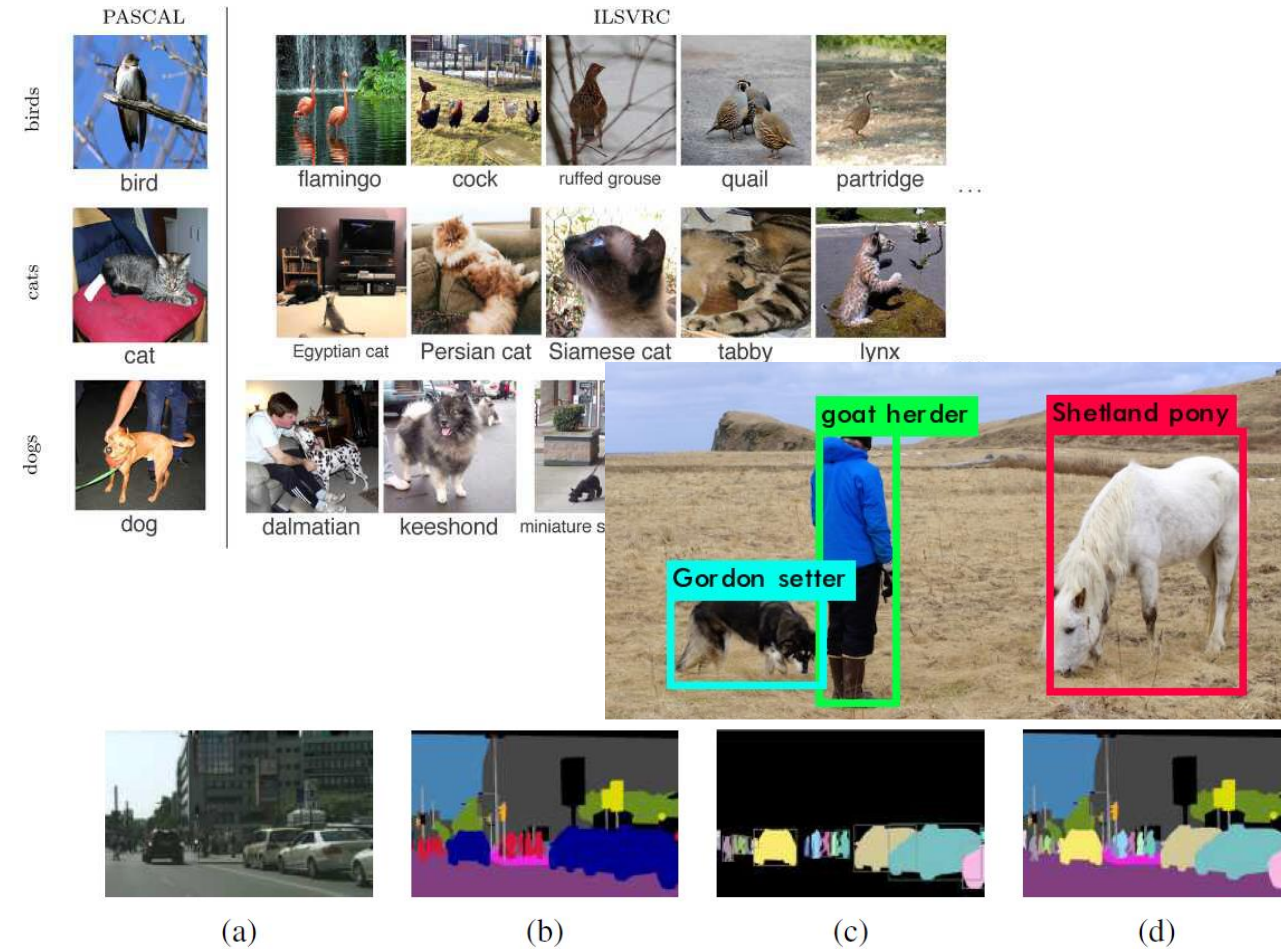 PASCAL ILSVRC
birds
bird flamingo cock ruffed grouse quail partridge ...
cats
cat Egyptian cat Persian cat Siamese cat tabby lynx
goat herder Shetland pony
dogs
dog dalmatian keeshond miniature s
Gordon setter
(a) (b) (c) (d)